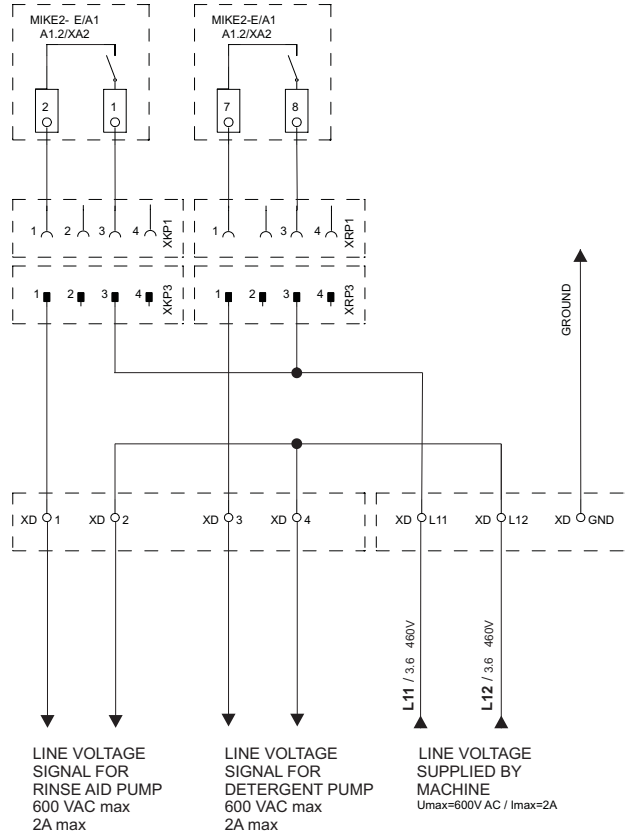 MIKE2- E/A1
A1.2/XA2
MIKE2-E/A1
A1.2/XA2
2
1
7
8
1
2
3
4
XKP1
1
3
4
XRP1
1
2
3
4
XKP3
1
2
3
4
XRP3
GROUND
XD 1
XD 2
XD 3
XD 4
XD L11
XD L12
XD GND
L11 / 3.6 460V
L12 / 3.6 460V
LINE VOLTAGE
SIGNAL FOR
RINSE AID PUMP
600 VAC max
2A max
LINE VOLTAGE
SIGNAL FOR
DETERGENT PUMP
600 VAC max
2A max
LINE VOLTAGE
SUPPLIED BY
MACHINE
Umax=600V AC / Imax=2A